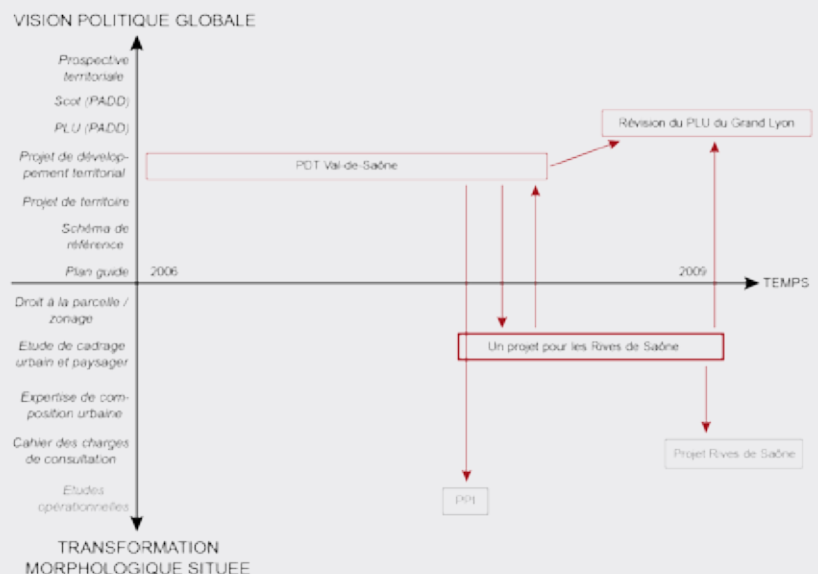 VISION POLITIQUE GLOBALE
Prospective
territoriale
Scot (PADD)
PLU (PADD)
Projet de dévelop-
pement territorial
Projet de territoire
Schéma de
référence
Plan guide
2006
2009
TEMPS
Droit à la parcelle /
zonage
Etude de cadrage
urbain et paysager
Expertise de com-
position urbaine
Cahier des charges
de consultation
Etudes
opérationnelles
TRANSFORMATION
MORPHOLOGIQUE SITUEE
Révision du PLU du Grand Lyon
PDT Val-de-Saône
Un projet pour les Rives de Saône
Projet Rives de Saône
PPI